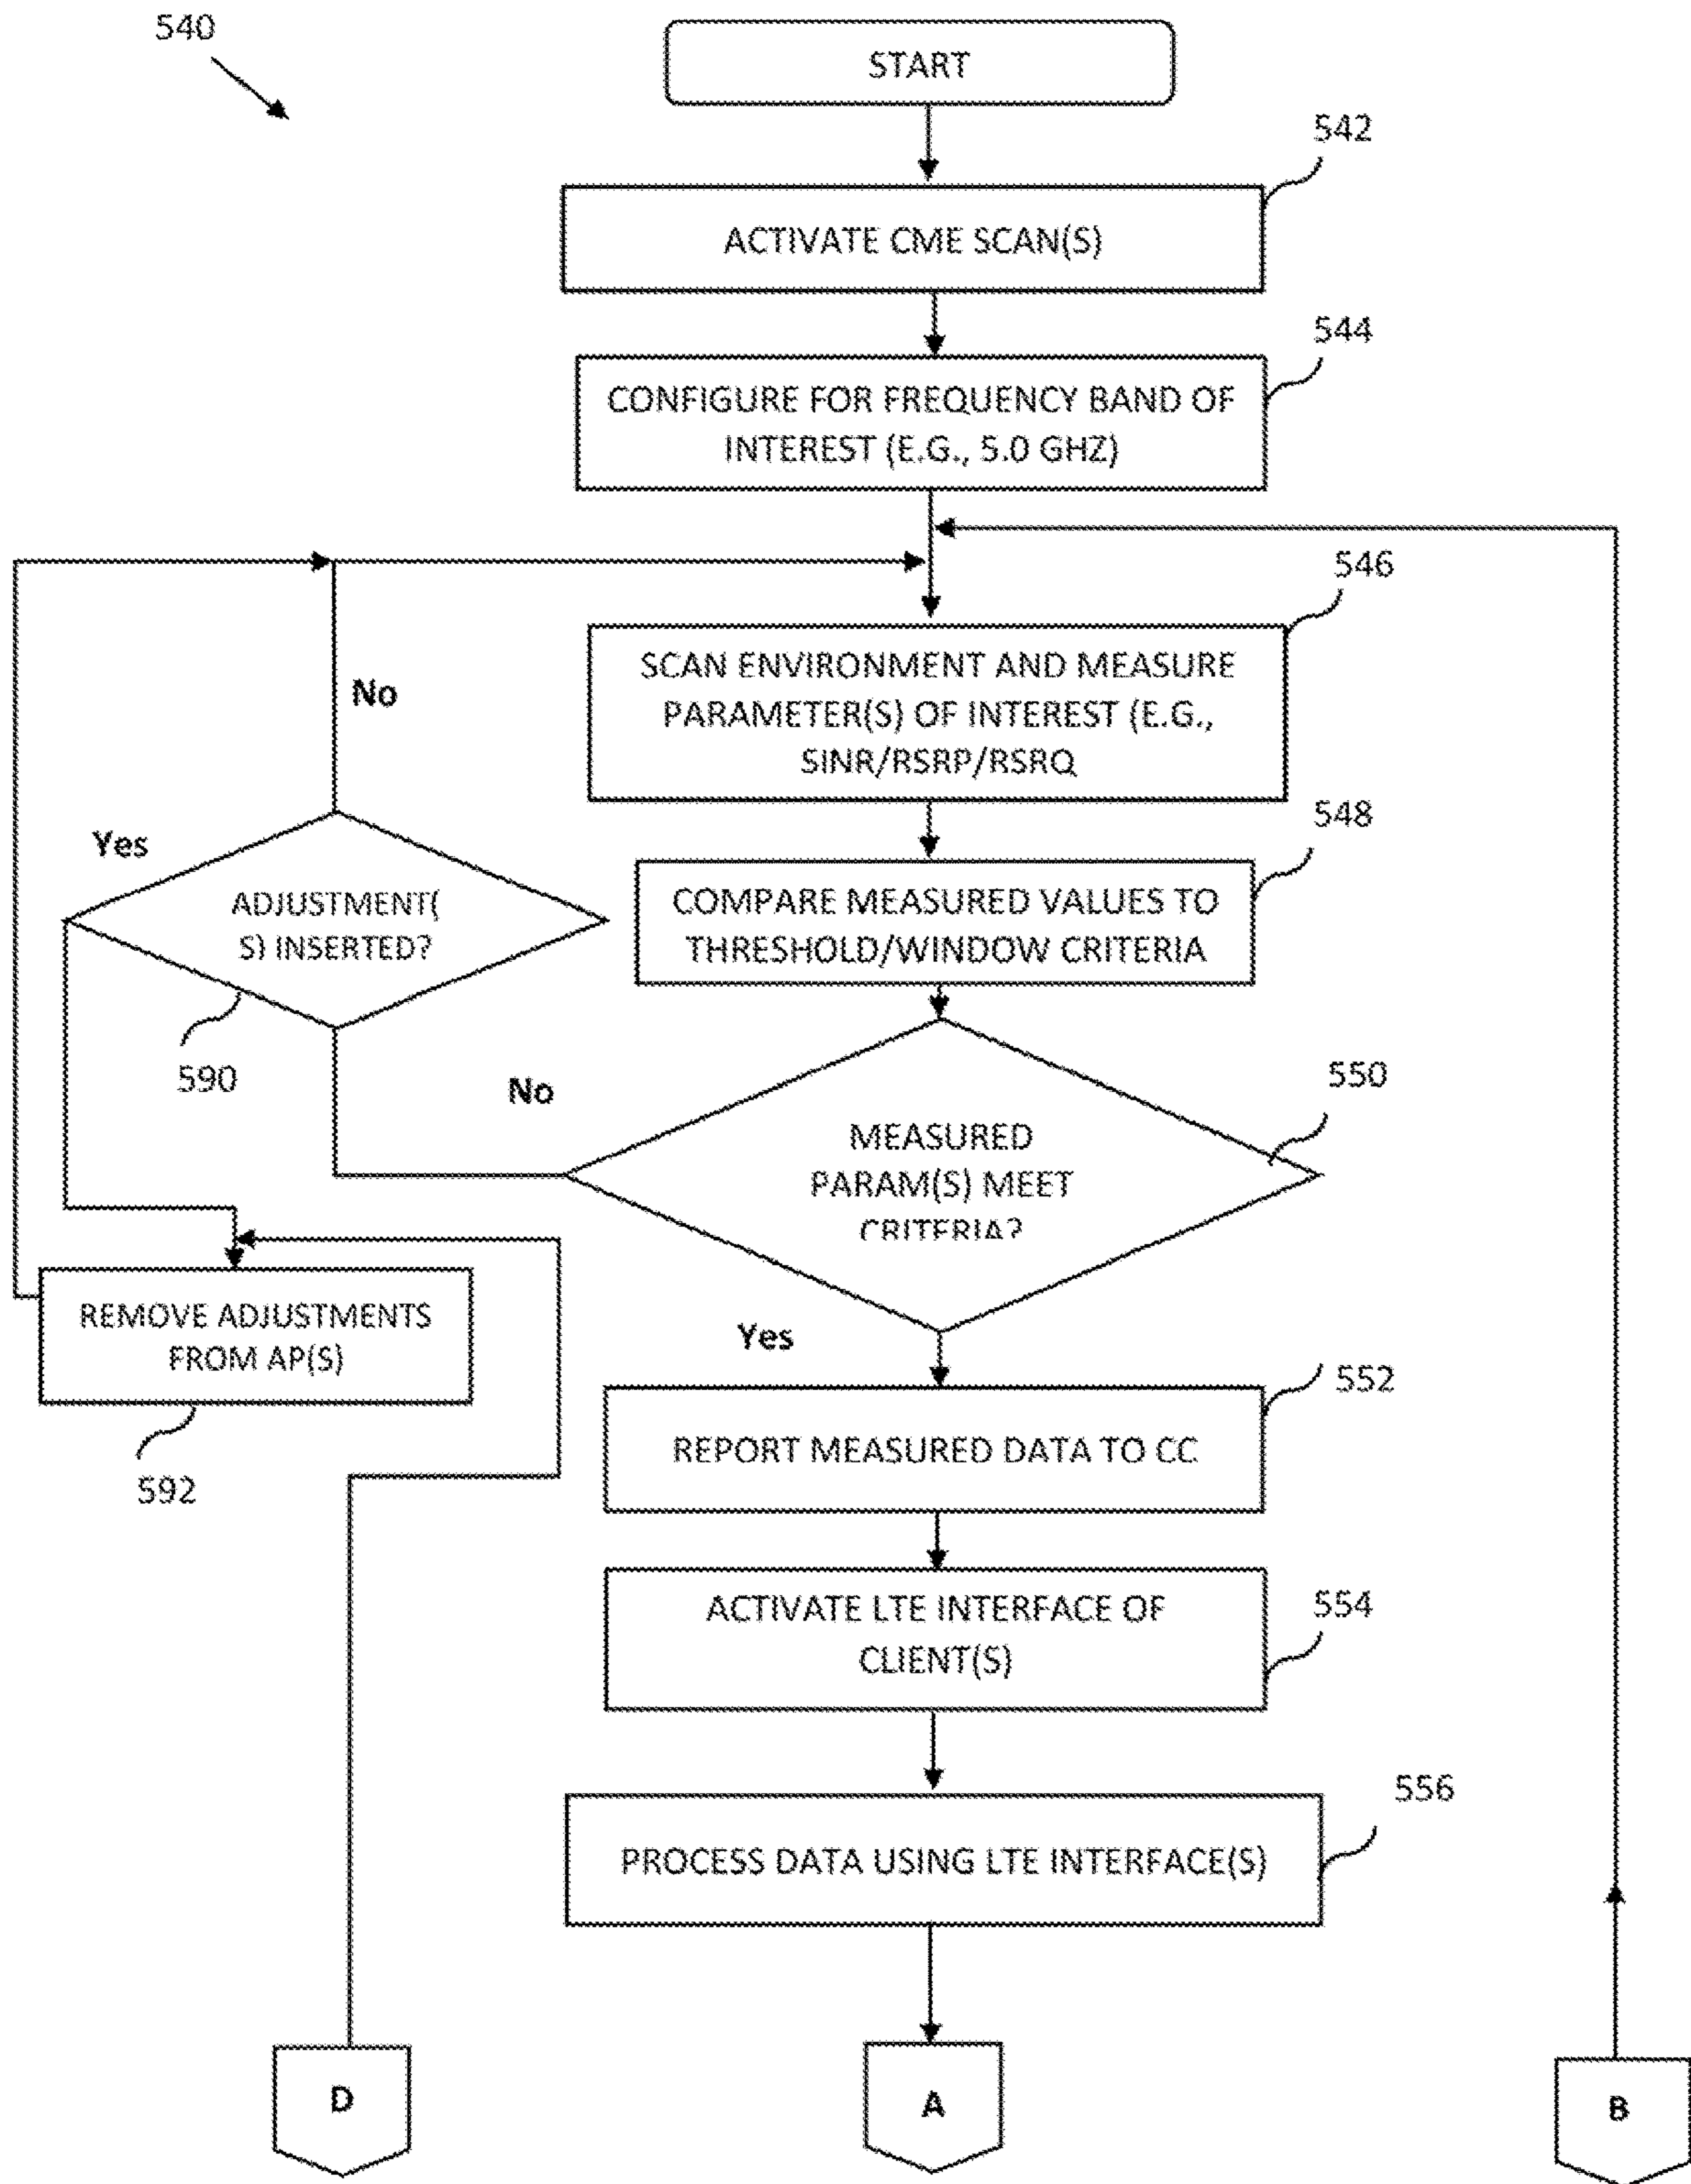 540
START
542
ACTIVATE CME SCAN(S)
544
CONFIGURE FOR FREQUENCY BAND OF
INTEREST (E.G., 5.0 GHZ)
546
SCAN ENVIRONMENT AND MEASURE
PARAMETER(S) OF INTEREST (E.G.,
SINR/RSRP/RSRQ
No
548
Yes
ADJUSTMENT(
S) INSERTED?
COMPARE MEASURED VALUES TO
THRESHOLD/WINDOW CRITERIA
590
No
550
MEASURED
PARAM(S) MEET
CRITERIA?
REMOVE ADJUSTMENTS
FROM AP(S)
Yes
552
592
REPORT MEASURED DATA TO CC
554
ACTIVATE LTE INTERFACE OF
CLIENT(S)
556
PROCESS DATA USING LTE INTERFACE(S)
D
A
B